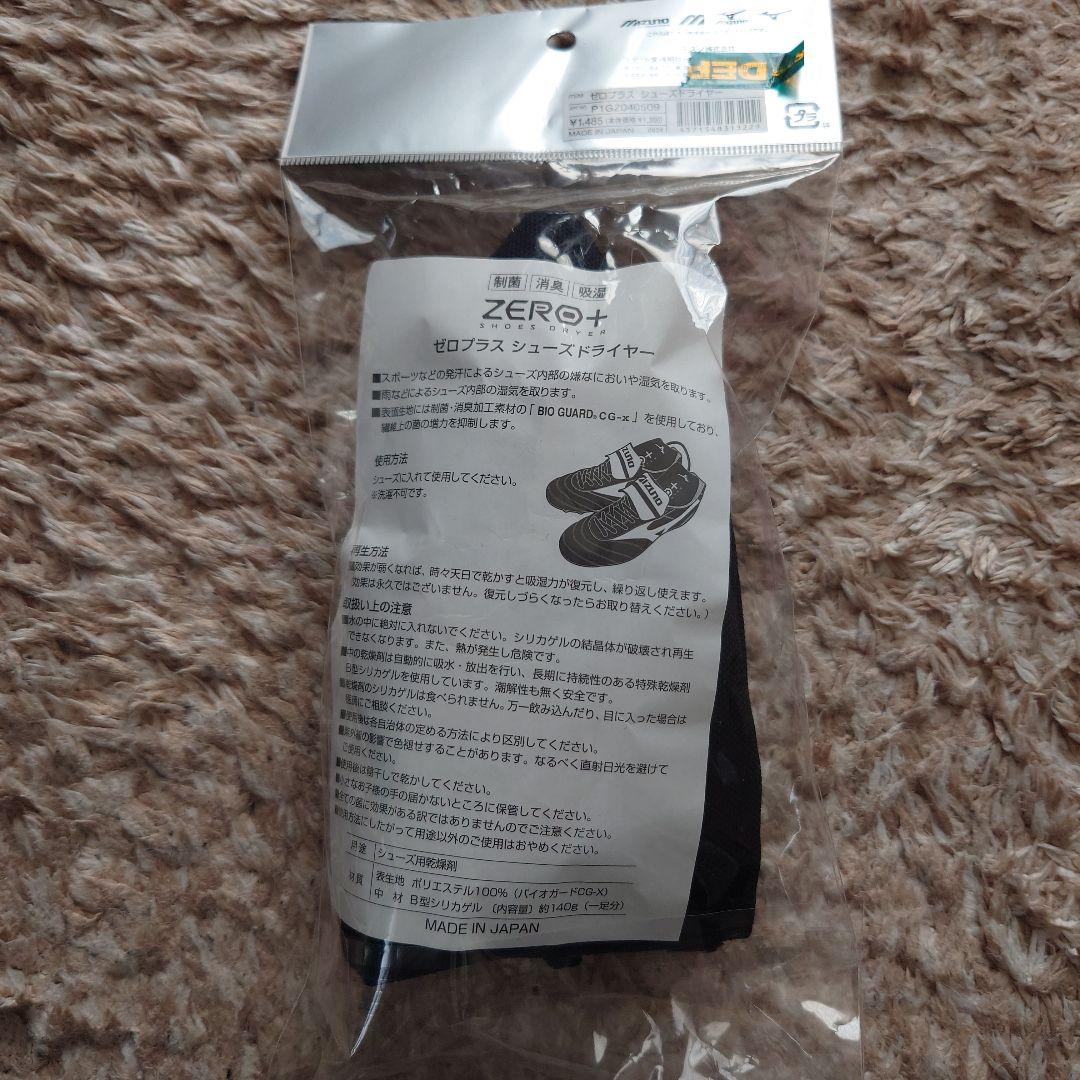 MIZUNO
DEF
ITEM ゼロプラス シューズドライヤー
P1GZ040509
¥1,485 (本体価格 ¥1,350)
MADE IN JAPAN
プラ
制菌 消臭 吸湿
ZERO+
SHOES DRYER
ゼロプラス シューズドライヤー
■スポーツなどの発汗によるシューズ内部の嫌なにおいや湿気を取ります。
■雨などによるシューズ内部の湿気を取ります。
■表面生地には制菌・消臭加工素材の「BIO GUARD® CG-x」を使用しており、
繊維上の菌の増力を抑制します。
使用方法
シューズに入れて使用してください。
※洗濯不可です。
MIZUNO
MIZUNO
再生方法
■効果が弱くなれば、時々天日で乾かすと吸湿力が復元し、繰り返し使えます。
(効果は永久ではございません。復元しづらくなったらお取り替えください。)
取扱い上の注意
■水の中に絶対に入れないでください。シリカゲルの結晶体が破壊され再生
できなくなります。また、熱が発生し危険です。
■中の乾燥剤は自動的に吸水・放出を行い、長期に持続性のある特殊乾燥剤
B型シリカゲルを使用しています。潮解性も無く安全です。
■乾燥剤のシリカゲルは食べられません。万一飲み込んだり、目に入った場合は
医師にご相談ください。
■使用後は各自治体の定める方法により区別してください。
■紫外線の影響で色褪せすることがあります。なるべく直射日光を避けて
ご使用ください。
■使用後は陰干しで乾かしてください。
■小さなお子様の手の届かないところに保管してください。
■全ての菌に効果がある訳ではありませんのでご注意ください。
■使用方法にしたがって用途以外のご使用はおやめください。
用途 シューズ用乾燥剤
材質 表生地 ポリエステル100% (バイオガードCG-X)
中 材 B型シリカゲル 〔内容量〕約140g (一足分)
MADE IN JAPAN